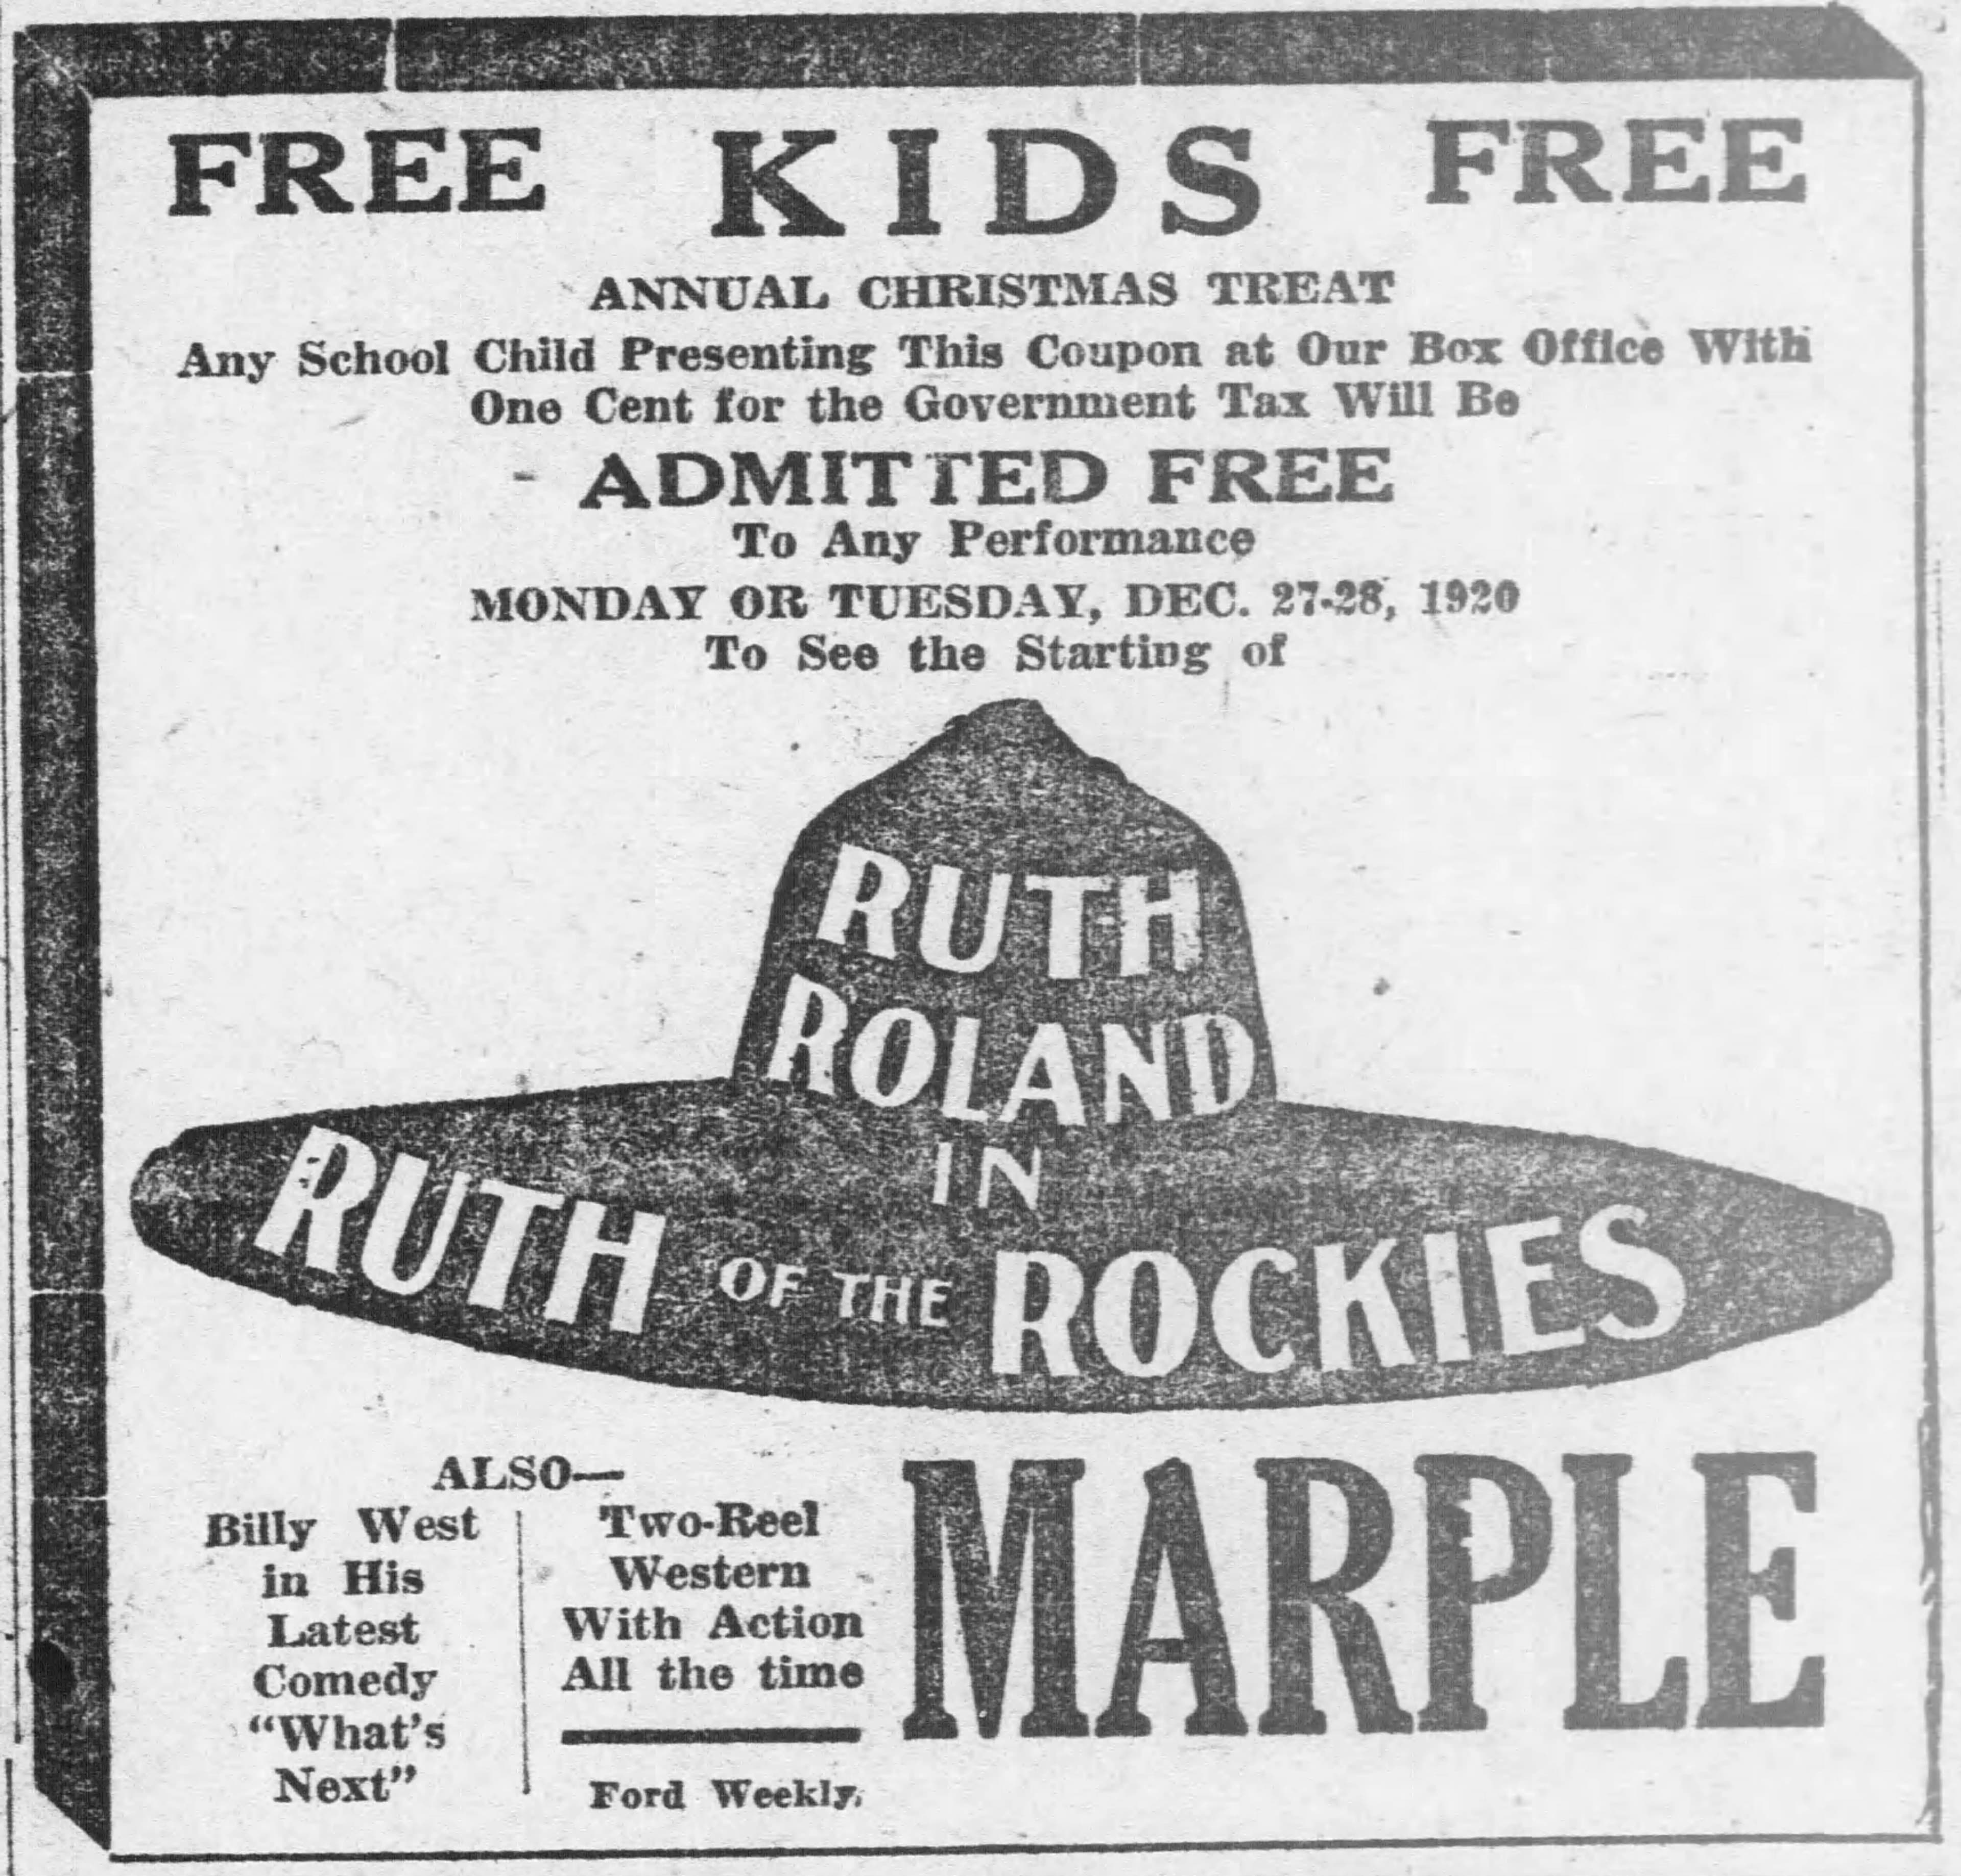 FREE KIDS FREE
ANNUAL CHRISTMAS TREAT
Any School Child Presenting This Coupon at Our Box Office With
One Cent for the Government Tax Will Be
ADMITTED FREE
To Any Performance
MONDAY OR TUESDAY, DEC. 27-28, 1920
To See the Starting of
RUTH
ROLAND
IN
RUTH OF THE ROCKIES
ALSO—
Billy West
in His
Latest
Comedy
“What's
Next”
Two-Reel
Western
With Action
All the time
Ford Weekly.
MARPLE